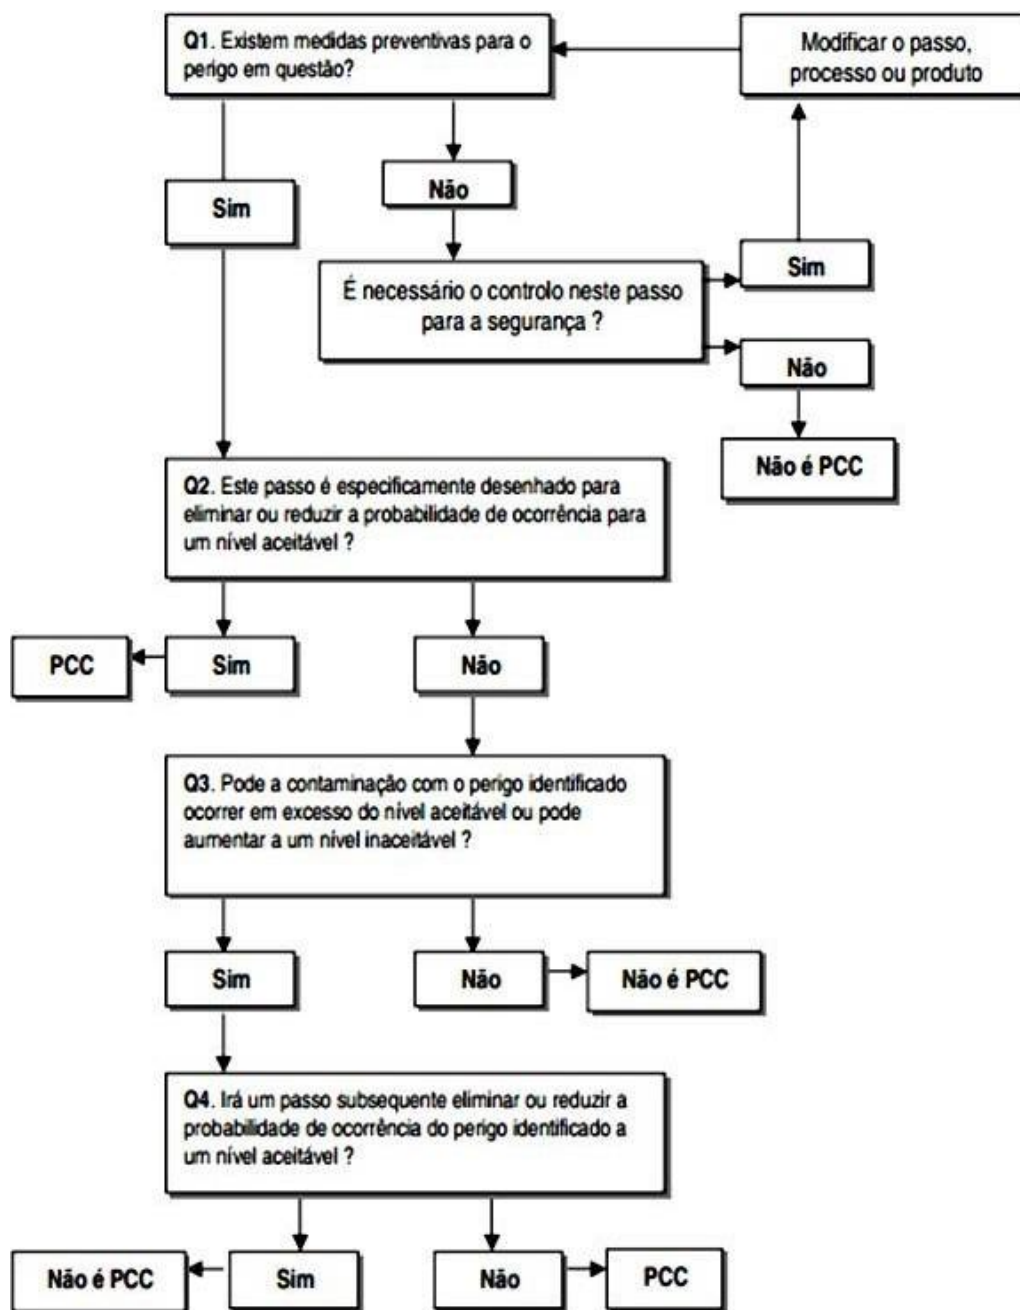 Q1. Existem medidas preventivas para o
perigo em questão?
Modificar o passo,
processo ou produto
Não
Sim
É necessário o controlo neste passo
para a segurança ?
Sim
Não
Não é PCC
Q2. Este passo é especificamente desenhado para
eliminar ou reduzir a probabilidade de ocorrência para
um nível aceitável ?
PCC
Sim
Não
Q3. Pode a contaminação com o perigo identificado
ocorrer em excesso do nível aceitável ou pode
aumentar a um nível inaceitável ?
Sim
Não
Não é PCC
Q4. Irá um passo subsequente eliminar ou reduzir a
probabilidade de ocorrência do perigo identificado a
um nível aceitável ?
Não é PCC
Sim
Não
PCC